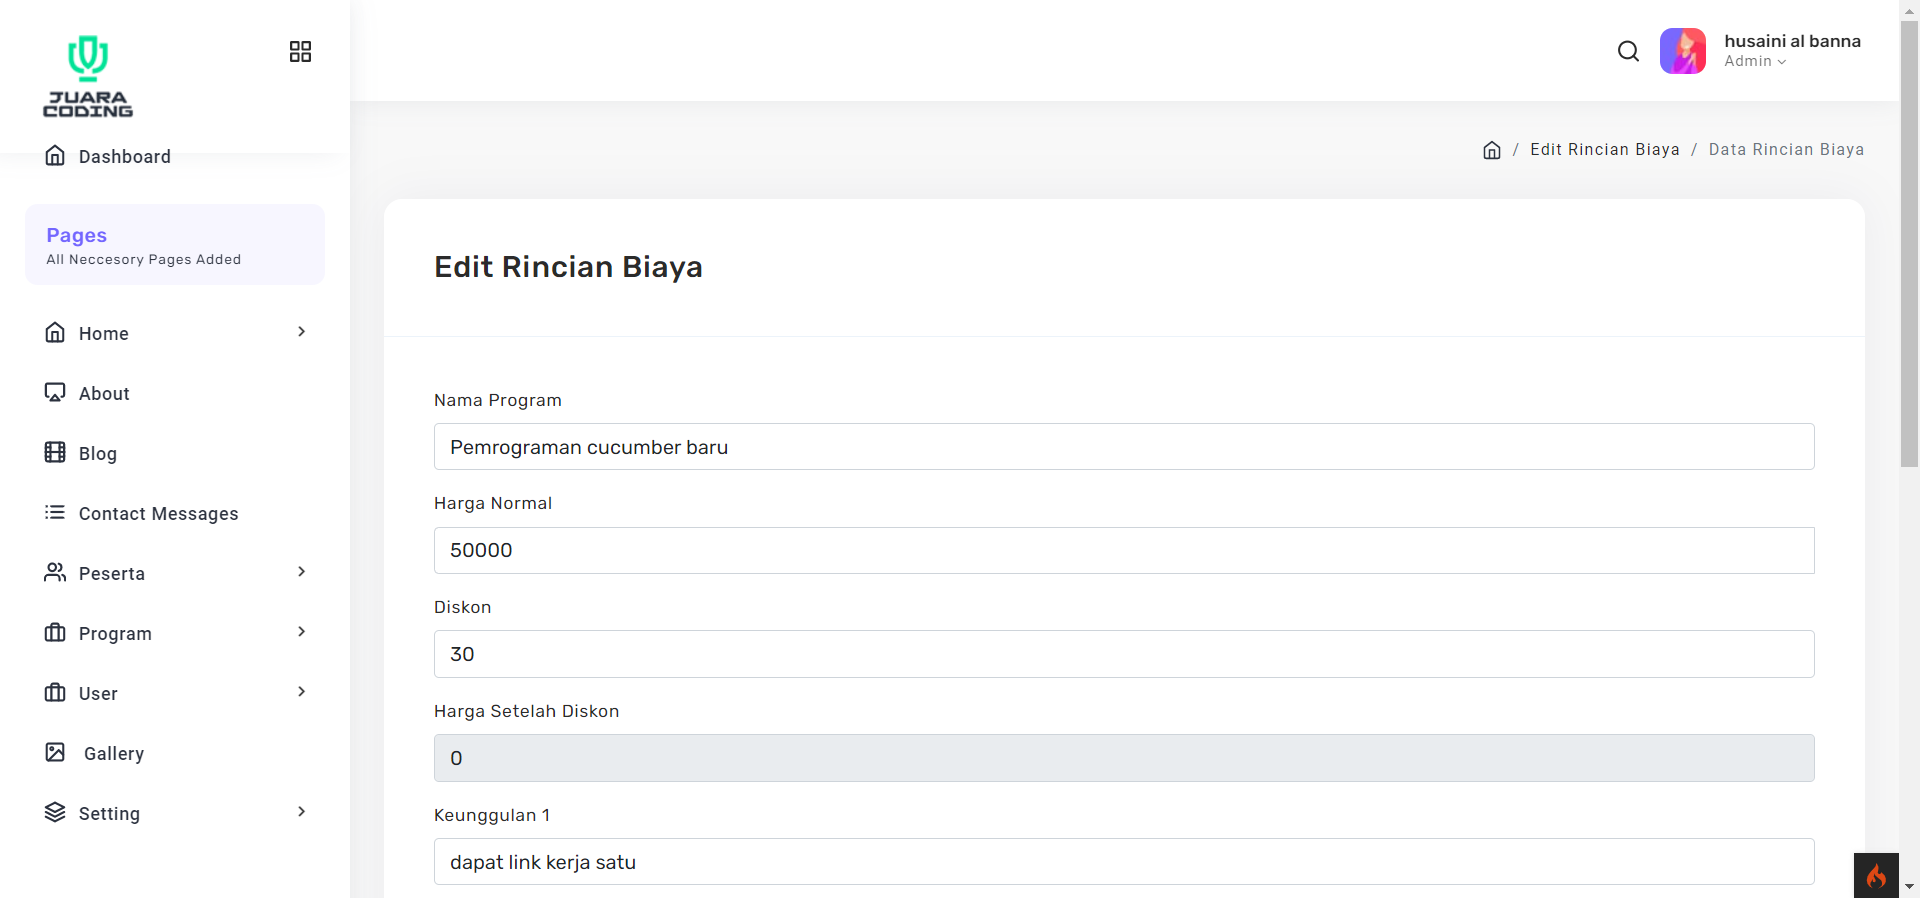 JUARA
CODING
husaini al banna
Admin
Dashboard
/ Edit Rincian Biaya / Data Rincian Biaya
Pages
All Neccesory Pages Added
Home
About
Blog
Contact Messages
Peserta
Program
User
Gallery
Setting
Edit Rincian Biaya
Nama Program
Pemrograman cucumber baru
Harga Normal
50000
Diskon
30
Harga Setelah Diskon
0
Keunggulan 1
dapat link kerja satu